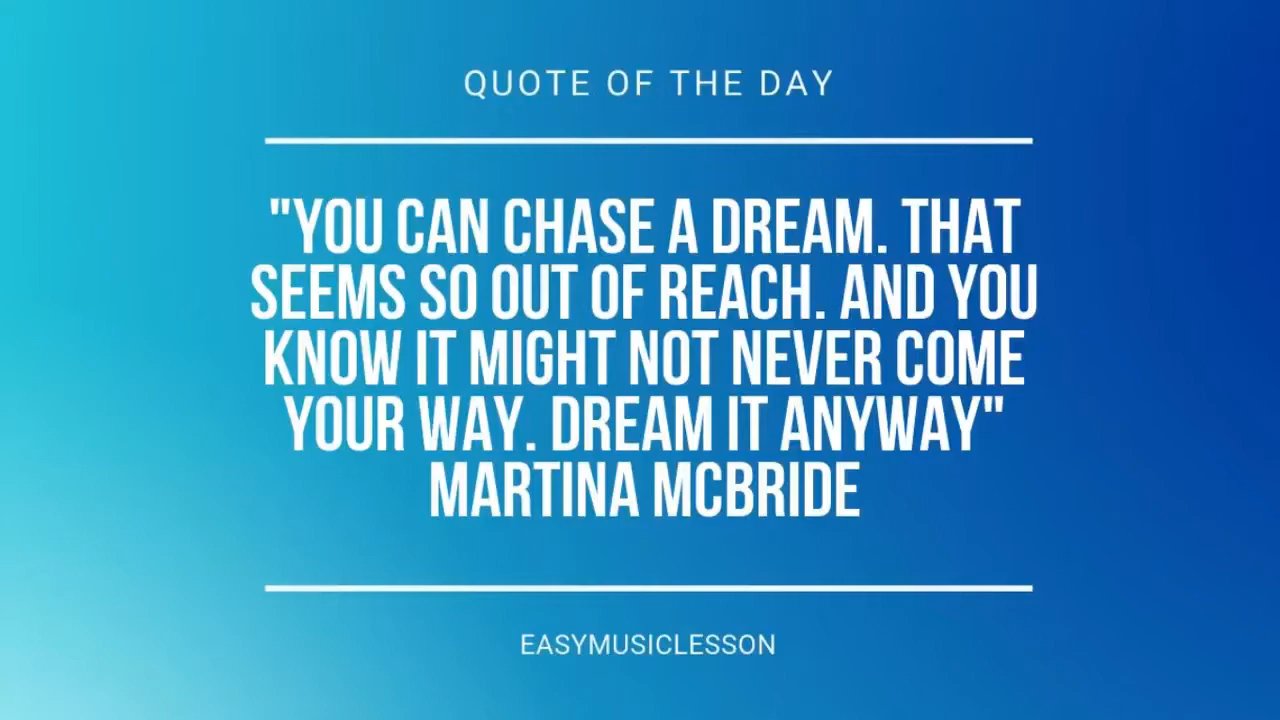 QUOTE OF THE DAY
"YOU CAN CHASE A DREAM. THAT
SEEMS SO OUT OF REACH. AND YOU
KNOW IT MIGHT NOT NEVER COME
YOUR WAY. DREAM IT ANYWAY"
MARTINA MCBRIDE
EASYMUSICLESSON